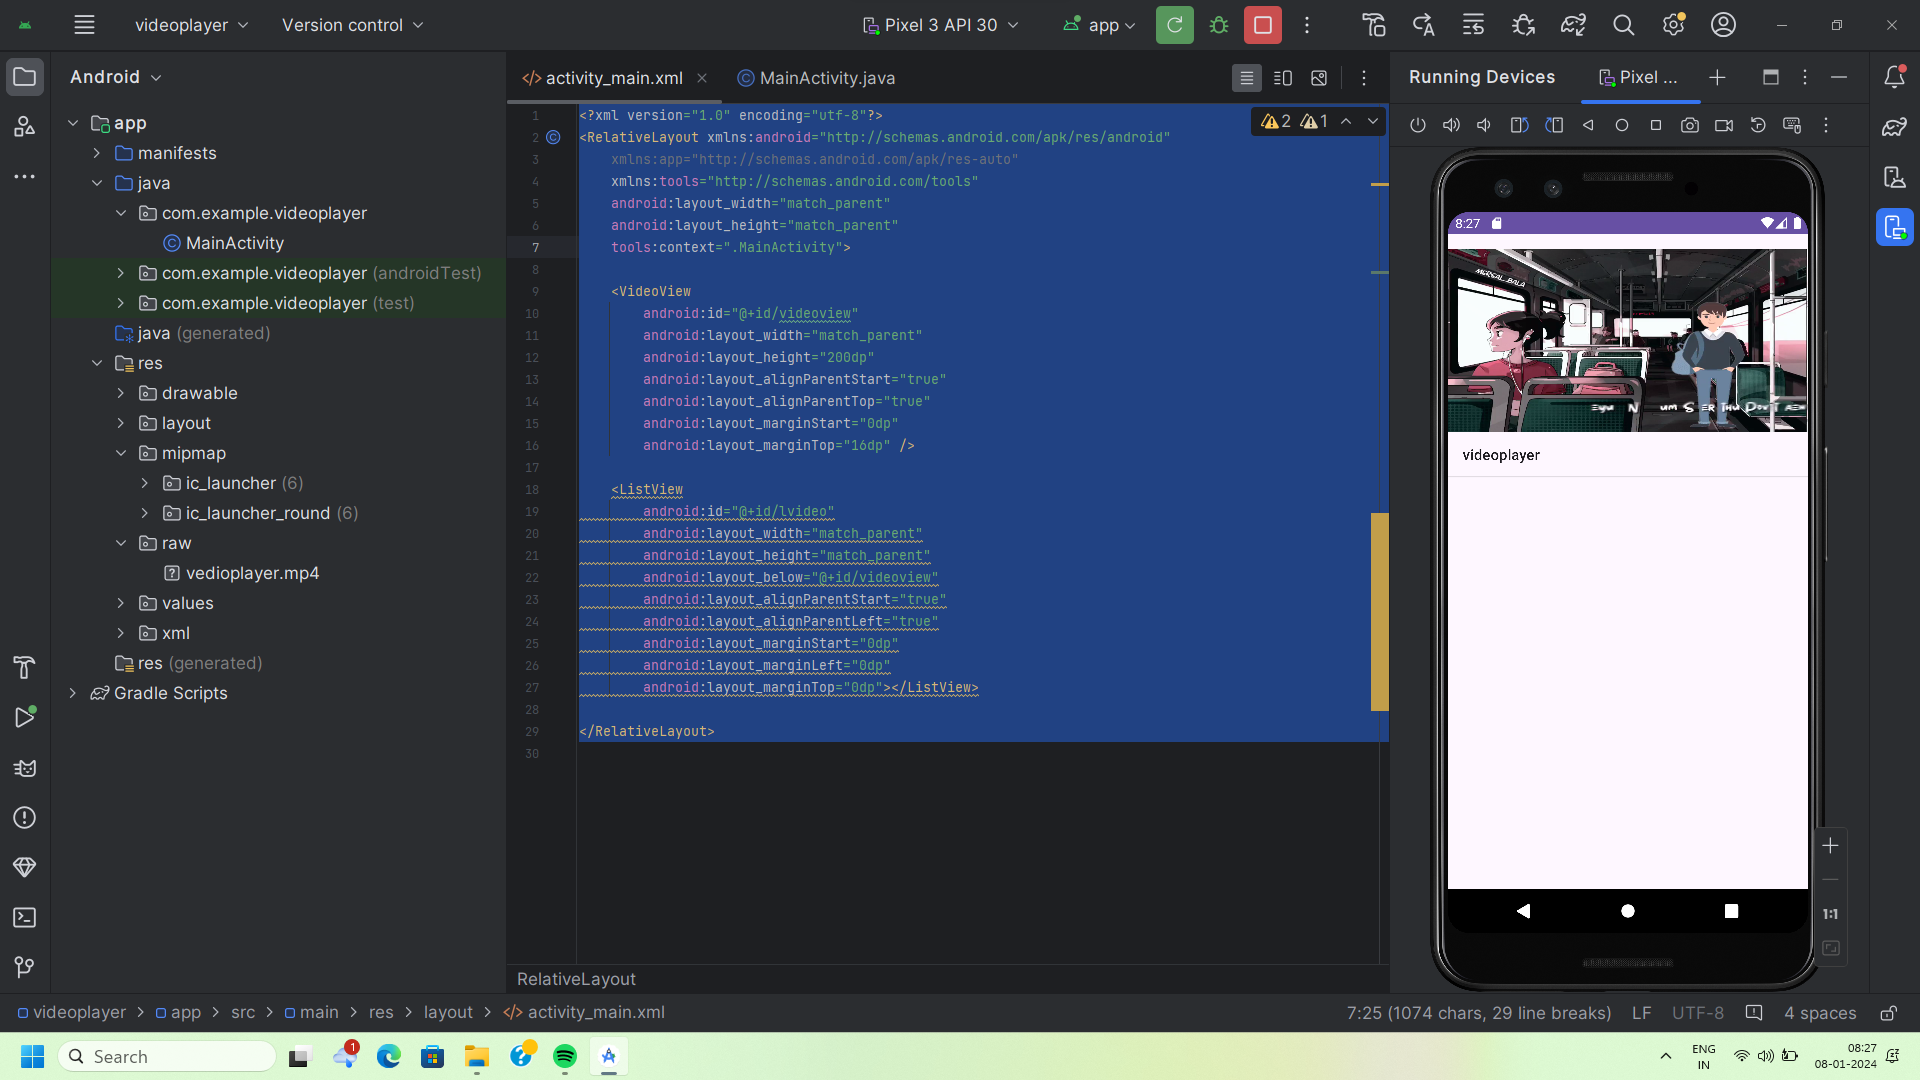 videoplayer
Version control
Pixel 3 API 30
app
Android
app
manifests
java
com.example.videoplayer
MainActivity
com.example.videoplayer (androidTest)
com.example.videoplayer (test)
java (generated)
res
drawable
layout
mipmap
ic_launcher (6)
ic_launcher_round (6)
raw
vedioplayer.mp4
values
xml
res (generated)
Gradle Scripts
activity_main.xml
MainActivity.java
2 1
1 <?xml version="1.0" encoding="utf-8"?>
2 <RelativeLayout xmlns:android="http://schemas.android.com/apk/res/android"
3 xmlns:app="http://schemas.android.com/apk/res-auto"
4 xmlns:tools="http://schemas.android.com/tools"
5 android:layout_width="match_parent"
6 android:layout_height="match_parent"
7 tools:context=".MainActivity">
8
9 <VideoView
10 android:id="@+id/videoview"
11 android:layout_width="match_parent"
12 android:layout_height="200dp"
13 android:layout_alignParentStart="true"
14 android:layout_alignParentTop="true"
15 android:layout_marginStart="0dp"
16 android:layout_marginTop="16dp" />
17
18 <ListView
19 android:id="@+id/lvideo"
20 android:layout_width="match_parent"
21 android:layout_height="match_parent"
22 android:layout_below="@+id/videoview"
23 android:layout_alignParentStart="true"
24 android:layout_alignParentLeft="true"
25 android:layout_marginStart="0dp"
26 android:layout_marginLeft="0dp"
27 android:layout_marginTop="0dp"></ListView>
28
29 </RelativeLayout>
30
RelativeLayout
Running Devices
Pixel ...
8:27
videoplayer
1:1
videoplayer > app > src > main > res > layout > activity_main.xml
7:25 (1074 chars, 29 line breaks)
LF
UTF-8
4 spaces
Search
1
ENG
IN
08:27
08-01-2024